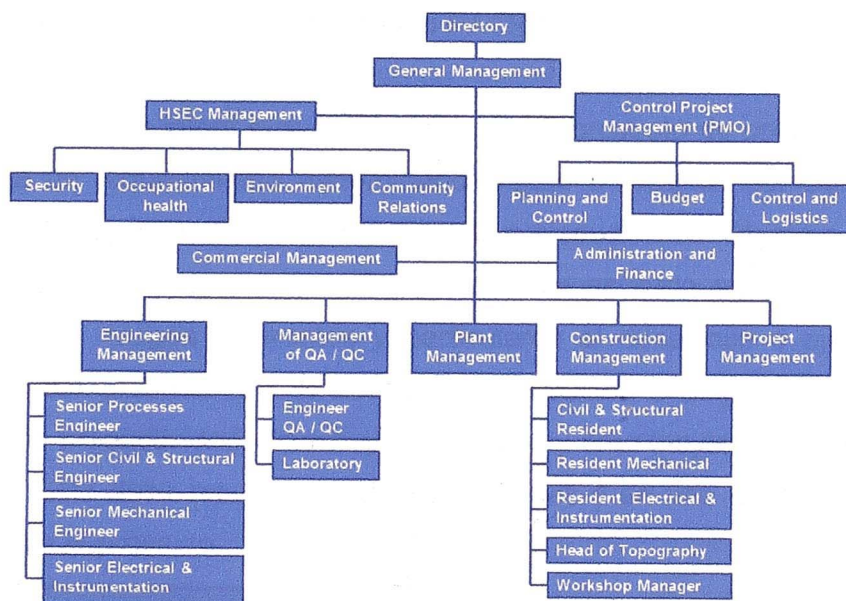 Directory
General Management
HSEC Management
Control Project
Management (PMO)
Security
Occupational
health
Environment
Community
Relations
Planning and
Control
Budget
Control and
Logistics
Commercial Management
Administration and
Finance
Engineering
Management
Management
of QA / QC
Plant
Management
Construction
Management
Project
Management
Senior Processes
Engineer
Senior Civil & Structural
Engineer
Senior Mechanical
Engineer
Senior Electrical &
Instrumentation
Engineer
QA / QC
Laboratory
Civil & Structural
Resident
Resident Mechanical
Resident Electrical &
Instrumentation
Head of Topography
Workshop Manager